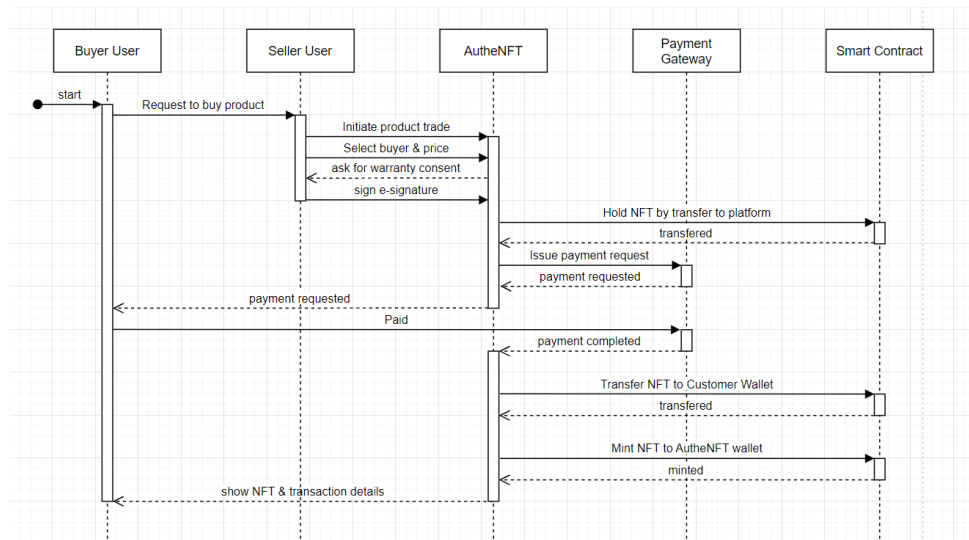 Buyer User
Seller User
AutheNFT
Payment
Gateway
Smart Contract
start
Request to buy product
Initiate product trade
Select buyer & price
ask for warranty consent
sign e-signature
Hold NFT by transfer to platform
transfered
Issue payment request
payment requested
payment requested
Paid
payment completed
Transfer NFT to Customer Wallet
transfered
Mint NFT to AutheNFT wallet
minted
show NFT & transaction details